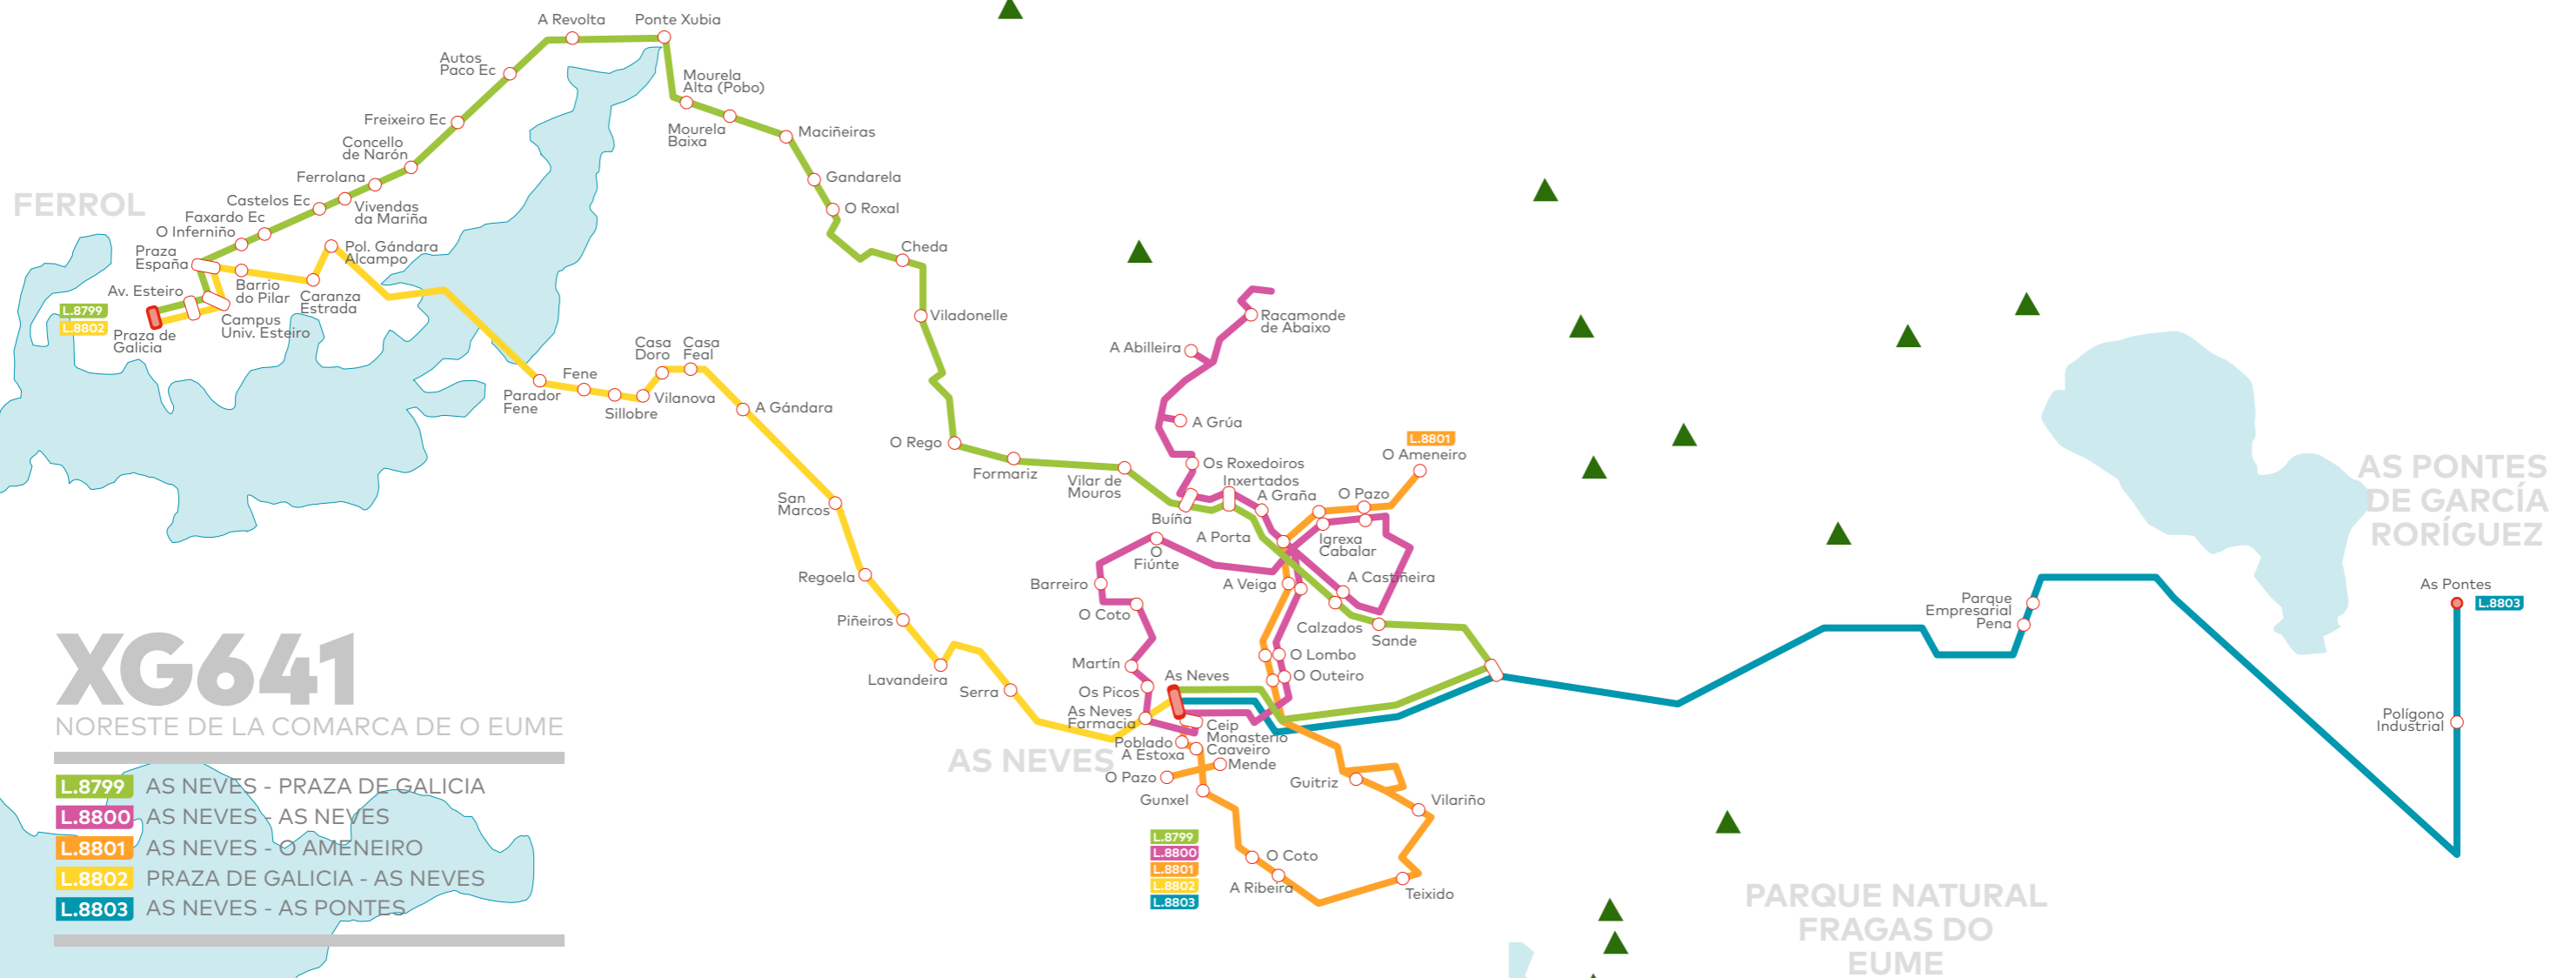 A Revolta
Ponte Xubia
Autos
Paco Ec
Mourela
Alta (Pobo)
Freixeiro Ec
Mourela
Baixa
Maciñeiras
Concello
de Narón
Ferrolana
Gandarela
FERROL
Castelos Ec
Vivendas
da Mariña
O Roxal
Faxardo Ec
O Inferniño
Praza
España
Pol. Gándara
Alcampo
Cheda
Av. Esteiro
Barrio
do Pilar
Caranza
Estrada
L.8799
L.8802
Campus
Univ. Esteiro
Praza de
Galicia
Viladonelle
Racamonde
de Abaixo
Casa
Doro
Casa
Feal
A Abilleira
Fene
Parador
Fene
Sillobre
Vilanova
A Gándara
A Grúa
O Rego
L.8801
O Ameneiro
Formariz
Vilar de
Mouros
Os Roxedoiros
Inxertados
A Graña
O Pazo
AS PONTES
DE GARCÍA
RORÍGUEZ
San
Marcos
Buíña
A Porta
Igrexa
Cabalar
O
Fiúnte
Regoela
Barreiro
A Veiga
A Castiñeira
As Pontes
L.8803
Parque
Empresarial
Pena
O Coto
Piñeiros
Calzados
Sande
Martín
O Lombo
Lavandeira
Serra
Os Picos
As Neves
O Outeiro
As Neves
Farmacia
Ceip
Monasterio
Caaveiro
Polígono
Industrial
Poblado
A Estoxa
AS NEVES
O Pazo
Mende
Guitriz
Gunxel
Vilariño
L.8799
L.8800
L.8801
L.8802
L.8803
O Coto
A Ribeira
Teixido
PARQUE NATURAL
FRAGAS DO
EUME
XG641
NORESTE DE LA COMARCA DE O EUME
L.8799 AS NEVES - PRAZA DE GALICIA
L.8800 AS NEVES - AS NEVES
L.8801 AS NEVES - O AMENEIRO
L.8802 PRAZA DE GALICIA - AS NEVES
L.8803 AS NEVES - AS PONTES